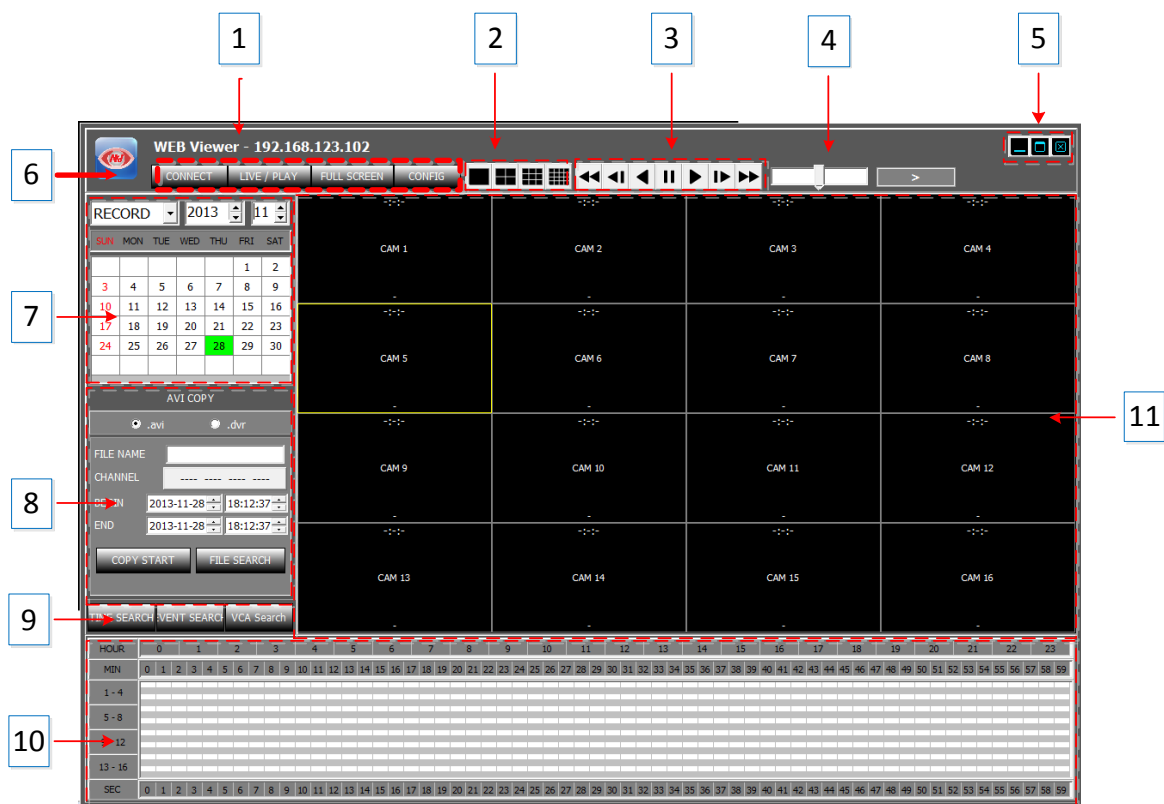 1
2
3
4
5
6
WEB Viewer - 192.168.123.102
CONNECT LIVE / PLAY FULL SCREEN CONFIG
>
RECORD 2013 11
SUN MON TUE WED THU FRI SAT
1 2
3 4 5 6 7 8 9
10 11 12 13 14 15 16
17 18 19 20 21 22 23
24 25 26 27 28 29 30
7
-:-:- -:-:- -:-:- -:-:-
CAM 1 CAM 2 CAM 3 CAM 4
- - - -
-:-:- -:-:- -:-:- -:-:-
CAM 5 CAM 6 CAM 7 CAM 8
- - - -
-:-:- -:-:- -:-:- -:-:-
CAM 9 CAM 10 CAM 11 CAM 12
- - - -
-:-:- -:-:- -:-:- -:-:-
CAM 13 CAM 14 CAM 15 CAM 16
- - - -
11
AVI COPY
.avi .dvr
FILE NAME
CHANNEL ---- ---- ---- ----
8
BEGIN 2013-11-28 18:12:37
END 2013-11-28 18:12:37
COPY START FILE SEARCH
9
TIME SEARCH EVENT SEARCH VCA Search
HOUR 0 1 2 3 4 5 6 7 8 9 10 11 12 13 14 15 16 17 18 19 20 21 22 23
MIN 0 1 2 3 4 5 6 7 8 9 10 11 12 13 14 15 16 17 18 19 20 21 22 23 24 25 26 27 28 29 30 31 32 33 34 35 36 37 38 39 40 41 42 43 44 45 46 47 48 49 50 51 52 53 54 55 56 57 58 59
1 - 4
5 - 8
10
12
13 - 16
SEC 0 1 2 3 4 5 6 7 8 9 10 11 12 13 14 15 16 17 18 19 20 21 22 23 24 25 26 27 28 29 30 31 32 33 34 35 36 37 38 39 40 41 42 43 44 45 46 47 48 49 50 51 52 53 54 55 56 57 58 59